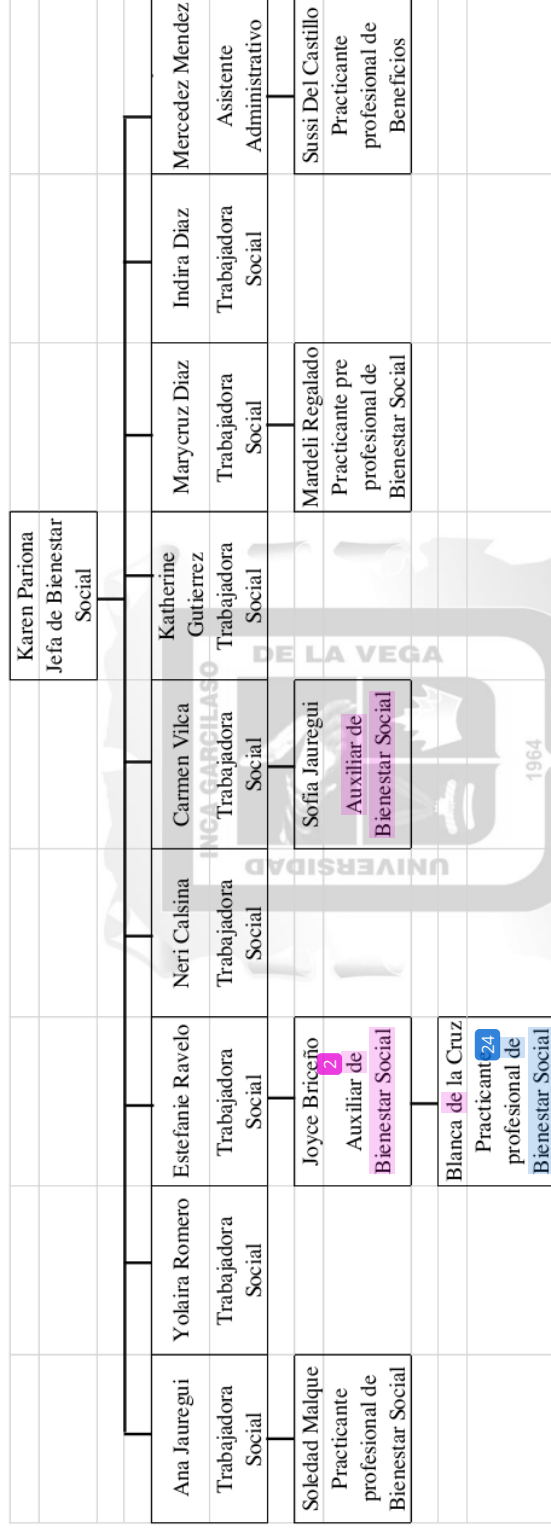 Karen Pariona
Jefa de Bienestar
Social
Ana Jauregui
Trabajadora
Social
Yolaira Romero
Trabajadora
Social
Estefanie Ravelo
Trabajadora
Social
Neri Calsina
Trabajadora
Social
Carmen Vilca
Trabajadora
Social
Katherine
Gutierrez
Trabajadora
Social
Marycruz Diaz
Trabajadora
Social
Indira Diaz
Trabajadora
Social
Mercedez Mendez
Asistente
Administrativo
Soledad Malque
Practicante
profesional de
Bienestar Social
Joyce Briceño
2
Auxiliar de
Bienestar Social
Sofia Jauregui
Auxiliar de
Bienestar Social
Mardeli Regalado
Practicante pre
profesional de
Bienestar Social
Sussi Del Castillo
Practicante
profesional de
Beneficios
Blanca de la Cruz
Practicante
24
profesional de
Bienestar Social
UNIVERSIDAD
INCA GARCILASO
DE LA VEGA
1964